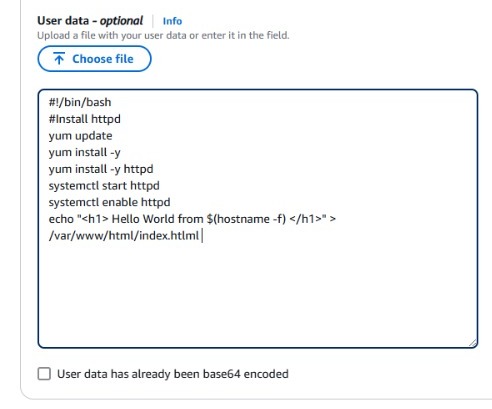 User data - optional Info
Upload a file with your user data or enter it in the field.
Choose file
#!/bin/bash
#Install httpd
yum update
yum install -y
yum install -y httpd
systemctl start httpd
systemctl enable httpd
echo "<h1> Hello World from $(hostname -f) </h1>" >
/var/www/html/index.htlml
User data has already been base64 encoded